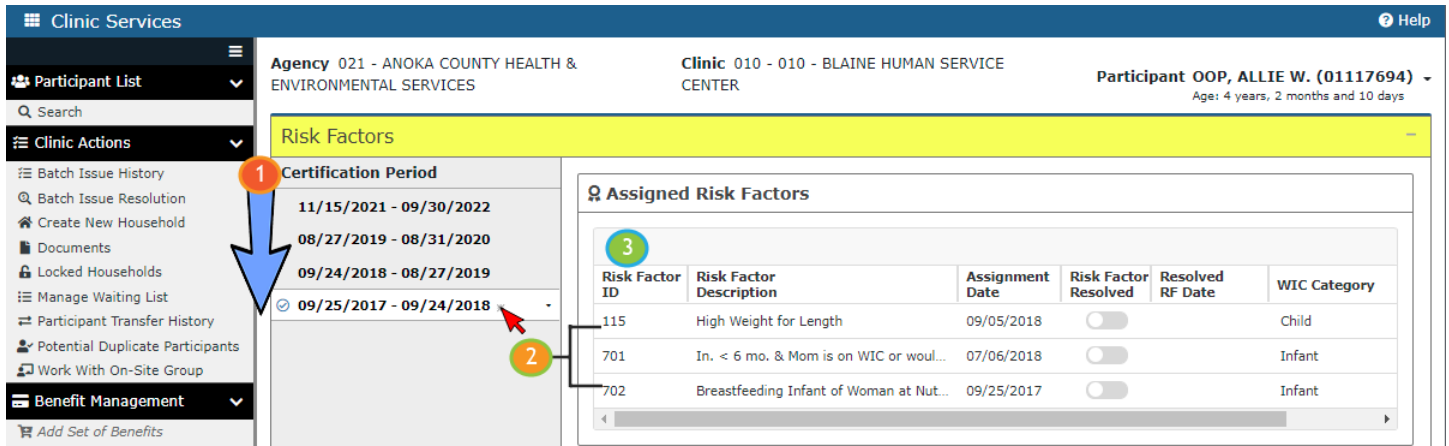 Clinic Services
Help
Participant List
Search
Clinic Actions
Batch Issue History
Batch Issue Resolution
Create New Household
Documents
Locked Households
Manage Waiting List
Participant Transfer History
Potential Duplicate Participants
Work With On-Site Group
Benefit Management
Add Set of Benefits
Agency 021 - ANOKA COUNTY HEALTH &
ENVIRONMENTAL SERVICES
Clinic 010 - 010 - BLAINE HUMAN SERVICE
CENTER
Participant OOP, ALLIE W. (01117694)
Age: 4 years, 2 months and 10 days
Risk Factors
1
Certification Period
11/15/2021 - 09/30/2022
08/27/2019 - 08/31/2020
09/24/2018 - 08/27/2019
09/25/2017 - 09/24/2018
2
Assigned Risk Factors
3
Risk Factor ID Risk Factor Description Assignment Date Risk Factor Resolved Resolved RF Date WIC Category
115 High Weight for Length 09/05/2018 Child
701 In. < 6 mo. & Mom is on WIC or woul... 07/06/2018 Infant
702 Breastfeeding Infant of Woman at Nut... 09/25/2017 Infant